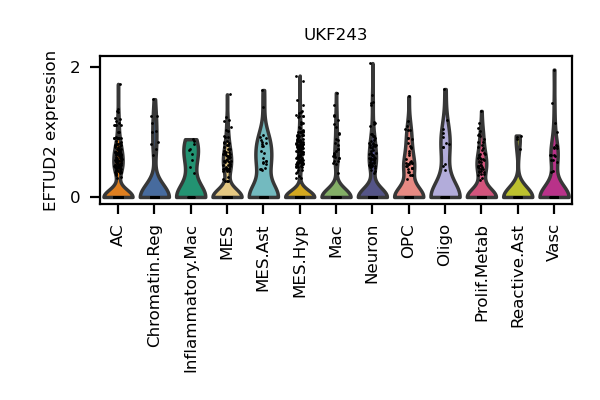 UKF243
EFTUD2 expression
2
0
AC
Chromatin.Reg
Inflammatory.Mac
MES
MES.Ast
MES.Hyp
Mac
Neuron
OPC
Oligo
Prolif.Metab
Reactive.Ast
Vasc